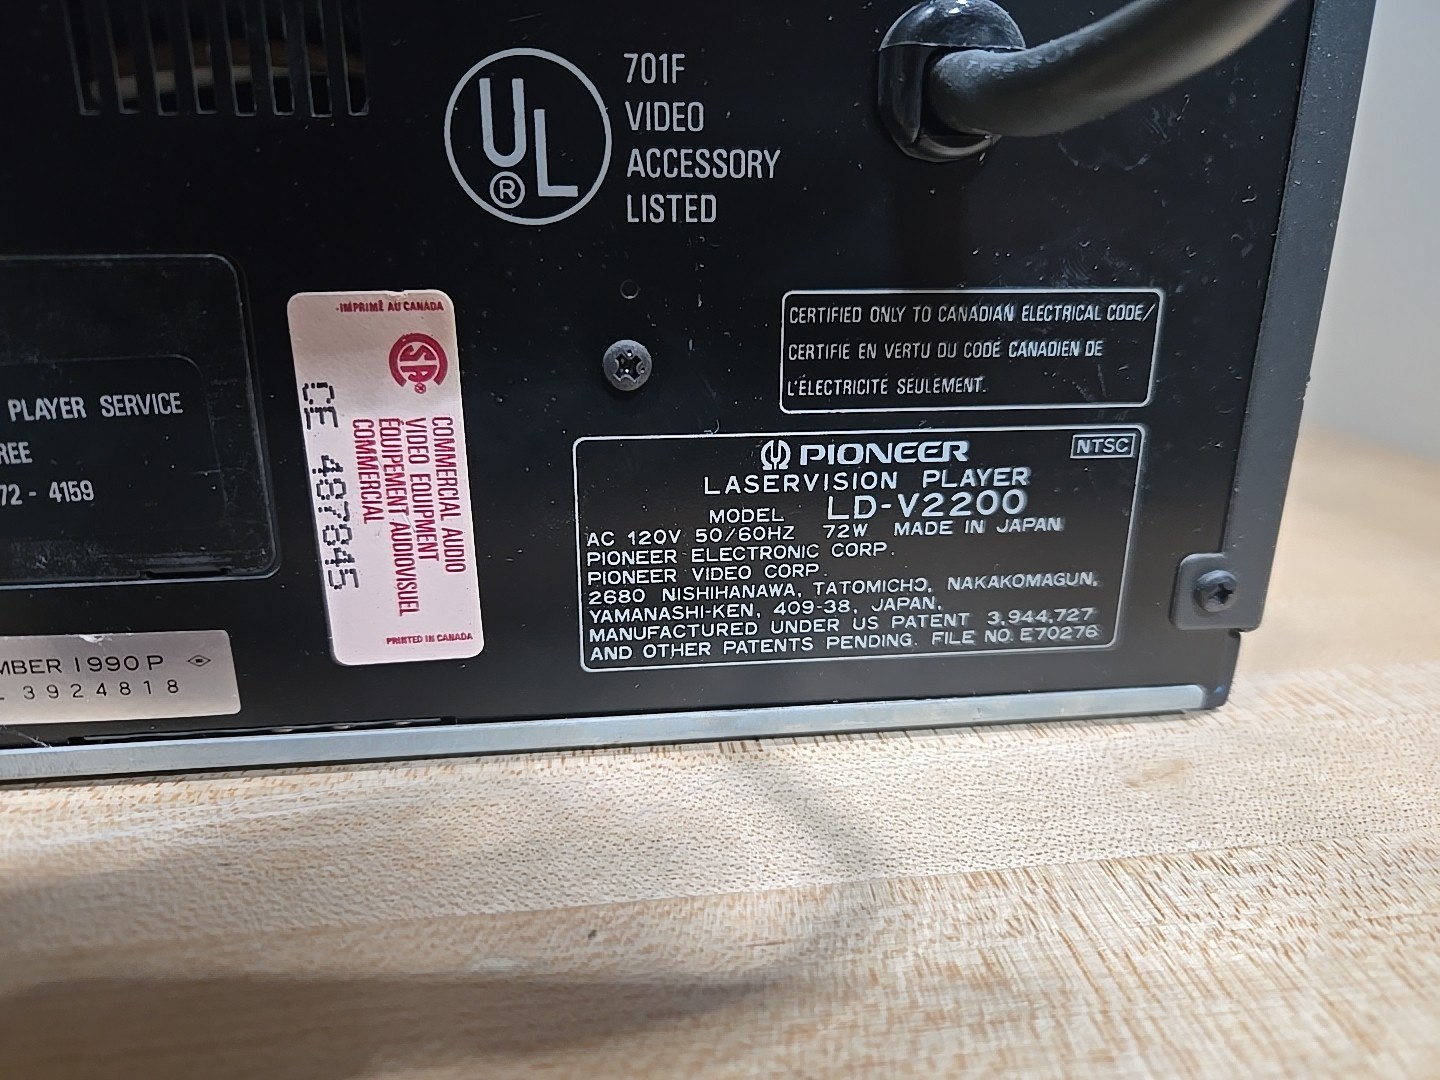 UL
®
701F
VIDEO
ACCESSORY
LISTED
CERTIFIED ONLY TO CANADIAN ELECTRICAL CODE/
CERTIFIE EN VERTU DU CODE CANADIEN DE
L'ÉLECTRICITE SEULEMENT.
PIONEER
NTSC
LASERVISION PLAYER
MODEL LD-V2200
AC 120V 50/60HZ 72W MADE IN JAPAN
PIONEER ELECTRONIC CORP.
PIONEER VIDEO CORP.
2680 NISHIHANAWA, TATOMICHO, NAKAKOMAGUN,
YAMANASHI-KEN, 409-38, JAPAN,
MANUFACTURED UNDER US PATENT 3,944,727
AND OTHER PATENTS PENDING. FILE NO. E70276
·IMPRIMÉ AU CANADA
COMMERCIAL AUDIO
VIDEO EQUIPMENT
ÉQUIPEMENT AUDIOVISUEL
COMMERCIAL
CE 487845
PRINTED IN CANADA
PLAYER SERVICE
REE
72 - 4159
MBER 1990 P
3924818